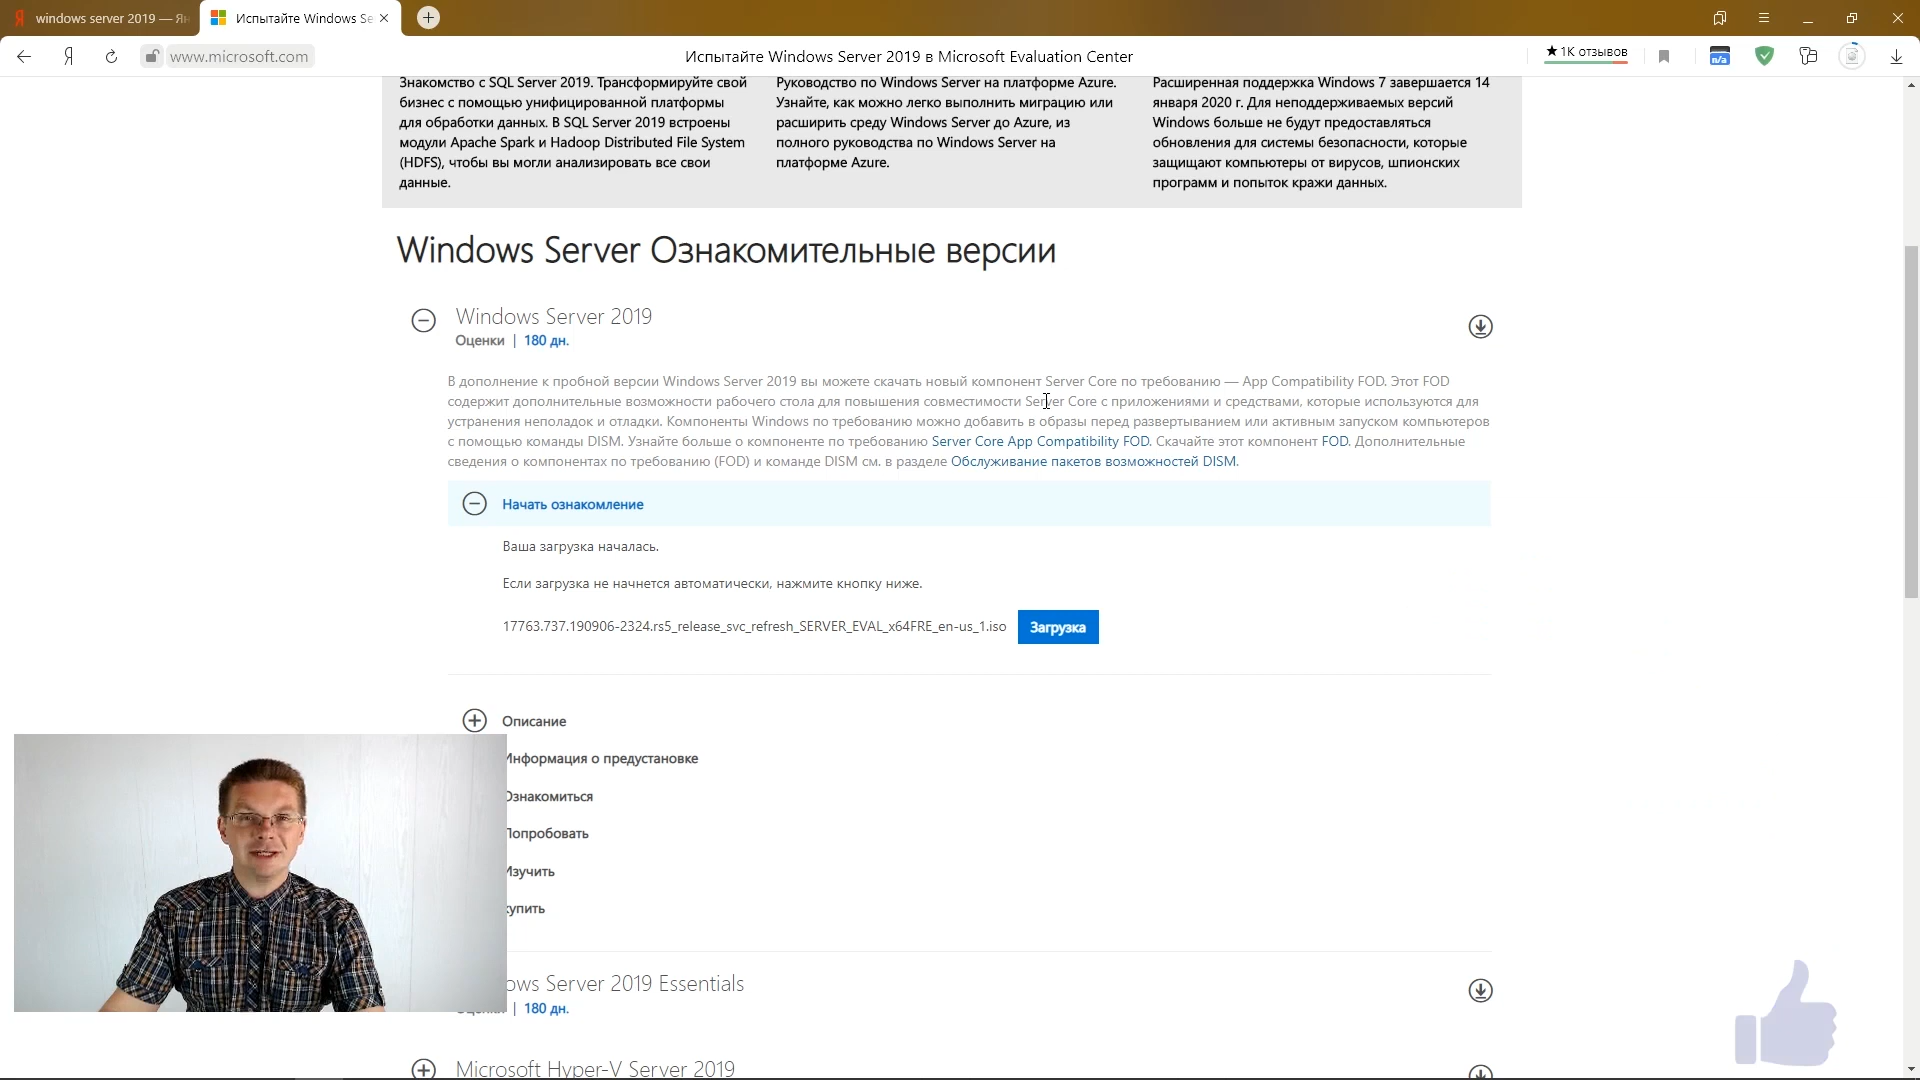 windows server 2019 — Ян
Испытайте Windows Se
www.microsoft.com
Испытайте Windows Server 2019 в Microsoft Evaluation Center
★1К отзывов
n/a
Знакомство с SQL Server 2019. Трансформируйте свой
бизнес с помощью унифицированной платформы
для обработки данных. В SQL Server 2019 встроены
модули Apache Spark и Hadoop Distributed File System
(HDFS), чтобы вы могли анализировать все свои
данные.
Руководство по Windows Server на платформе Azure.
Узнайте, как можно легко выполнить миграцию или
расширить среду Windows Server до Azure, из
полного руководства по Windows Server на
платформе Azure.
Расширенная поддержка Windows 7 завершается 14
января 2020 г. Для неподдерживаемых версий
Windows больше не будут предоставляться
обновления для системы безопасности, которые
защищают компьютеры от вирусов, шпионских
программ и попыток кражи данных.
Windows Server Ознакомительные версии
Windows Server 2019
Оценки | 180 дн.
В дополнение к пробной версии Windows Server 2019 вы можете скачать новый компонент Server Core по требованию — App Compatibility FOD. Этот FOD
содержит дополнительные возможности рабочего стола для повышения совместимости Server Core с приложениями и средствами, которые используются для
устранения неполадок и отладки. Компоненты Windows по требованию можно добавить в образы перед развертыванием или активным запуском компьютеров
с помощью команды DISM. Узнайте больше о компоненте по требованию Server Core App Compatibility FOD. Скачайте этот компонент FOD. Дополнительные
сведения о компонентах по требованию (FOD) и команде DISM см. в разделе Обслуживание пакетов возможностей DISM.
Начать ознакомление
Ваша загрузка началась.
Если загрузка не начнется автоматически, нажмите кнопку ниже.
17763.737.190906-2324.rs5_release_svc_refresh_SERVER_EVAL_x64FRE_en-us_1.iso
Загрузка
Описание
Информация о предустановке
Ознакомиться
Попробовать
Изучить
купить
ows Server 2019 Essentials
| 180 дн.
Microsoft Hyper-V Server 2019